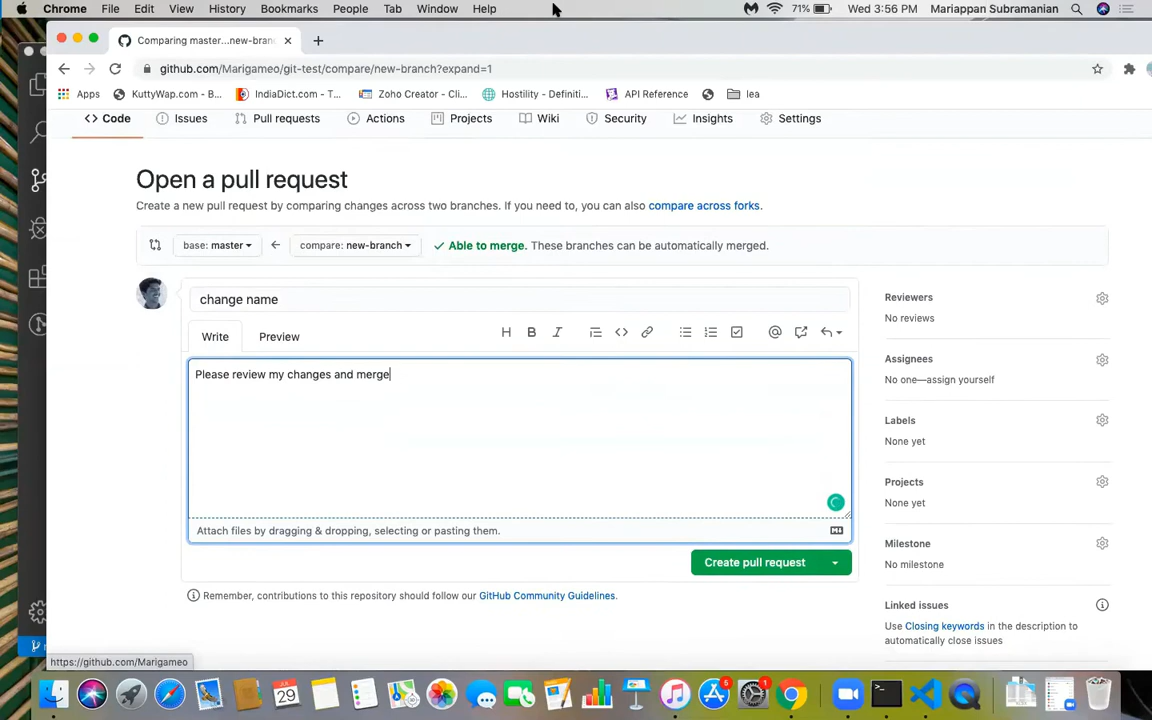 Chrome File Edit View History Bookmarks People Tab Window Help 71% Wed 3:56 PM Mariappan Subramanian
Comparing master...new-bran
github.com/Marigameo/git-test/compare/new-branch?expand=1
Apps KuttyWap.com - B... IndiaDict.com - T... Zoho Creator - Cli... Hostility - Definiti... API Reference lea
Code Issues Pull requests Actions Projects Wiki Security Insights Settings
Open a pull request
Create a new pull request by comparing changes across two branches. If you need to, you can also compare across forks.
base: master compare: new-branch Able to merge. These branches can be automatically merged.
change name
Write Preview
Please review my changes and merge
Attach files by dragging & dropping, selecting or pasting them.
Create pull request
Remember, contributions to this repository should follow our GitHub Community Guidelines.
Reviewers
No reviews
Assignees
No one—assign yourself
Labels
None yet
Projects
None yet
Milestone
No milestone
Linked issues
Use Closing keywords in the description to
automatically close issues
https://github.com/Marigameo
JUL
29
5
1